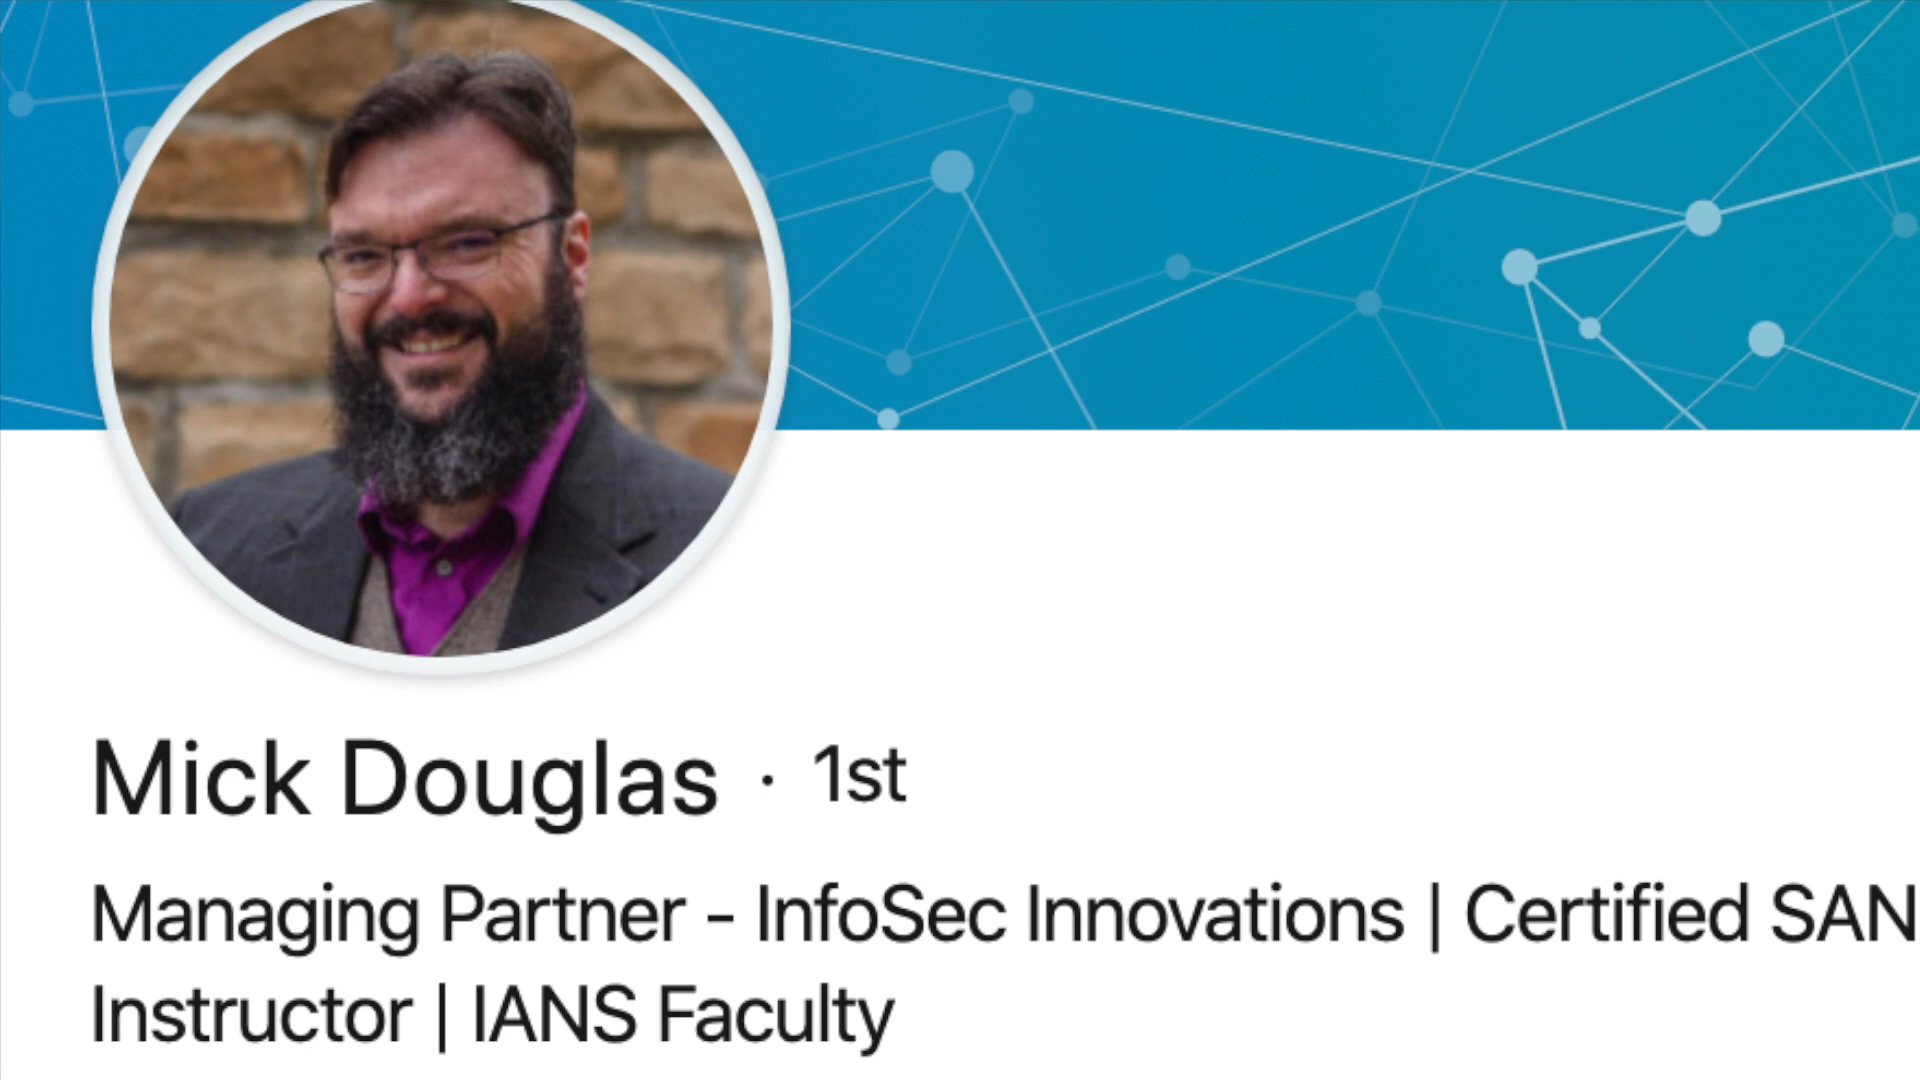 Mick Douglas · 1st
Managing Partner - InfoSec Innovations | Certified SAN
Instructor | IANS Faculty